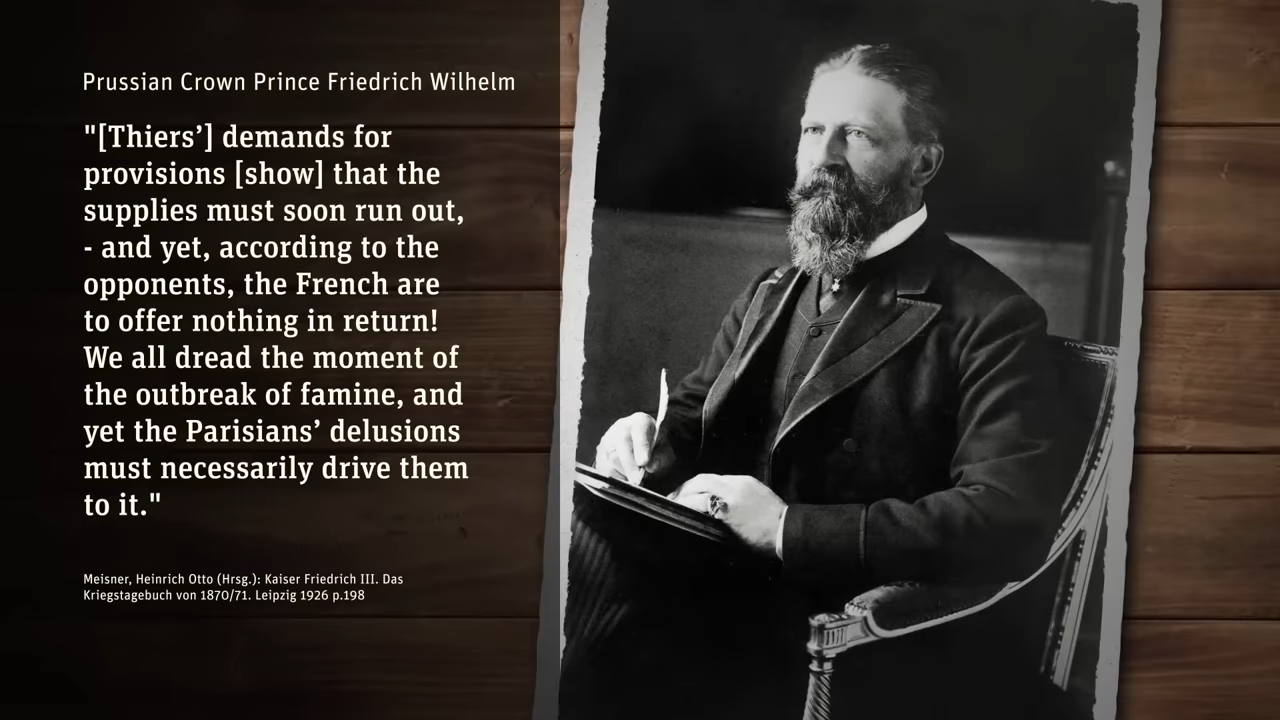 Prussian Crown Prince Friedrich Wilhelm
"[Thiers’] demands for
provisions [show] that the
supplies must soon run out,
- and yet, according to the
opponents, the French are
to offer nothing in return!
We all dread the moment of
the outbreak of famine, and
yet the Parisians’ delusions
must necessarily drive them
to it."
Meisner, Heinrich Otto (Hrsg.): Kaiser Friedrich III. Das
Kriegstagebuch von 1870/71. Leipzig 1926 p.198